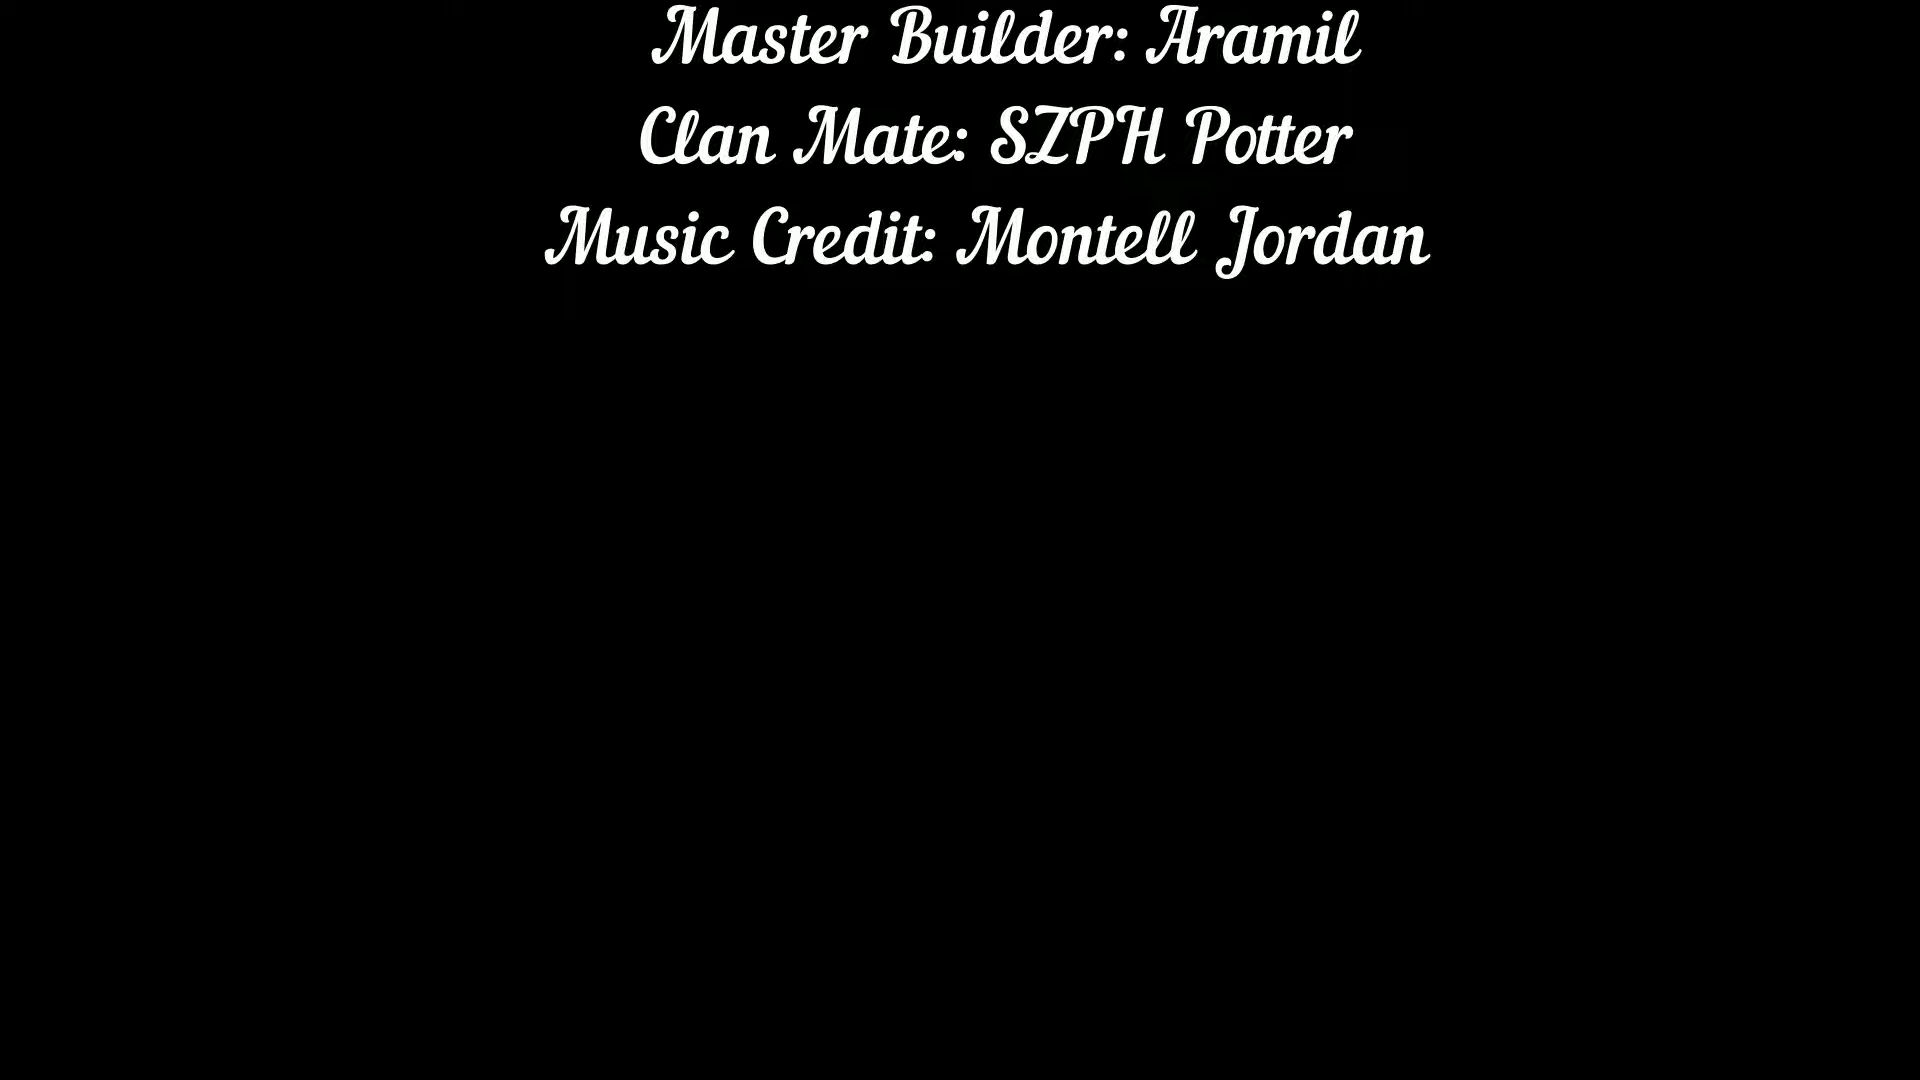 Master Builder: Aramil
Clan Mate: SZPH Potter
Music Credit: Montell Jordan